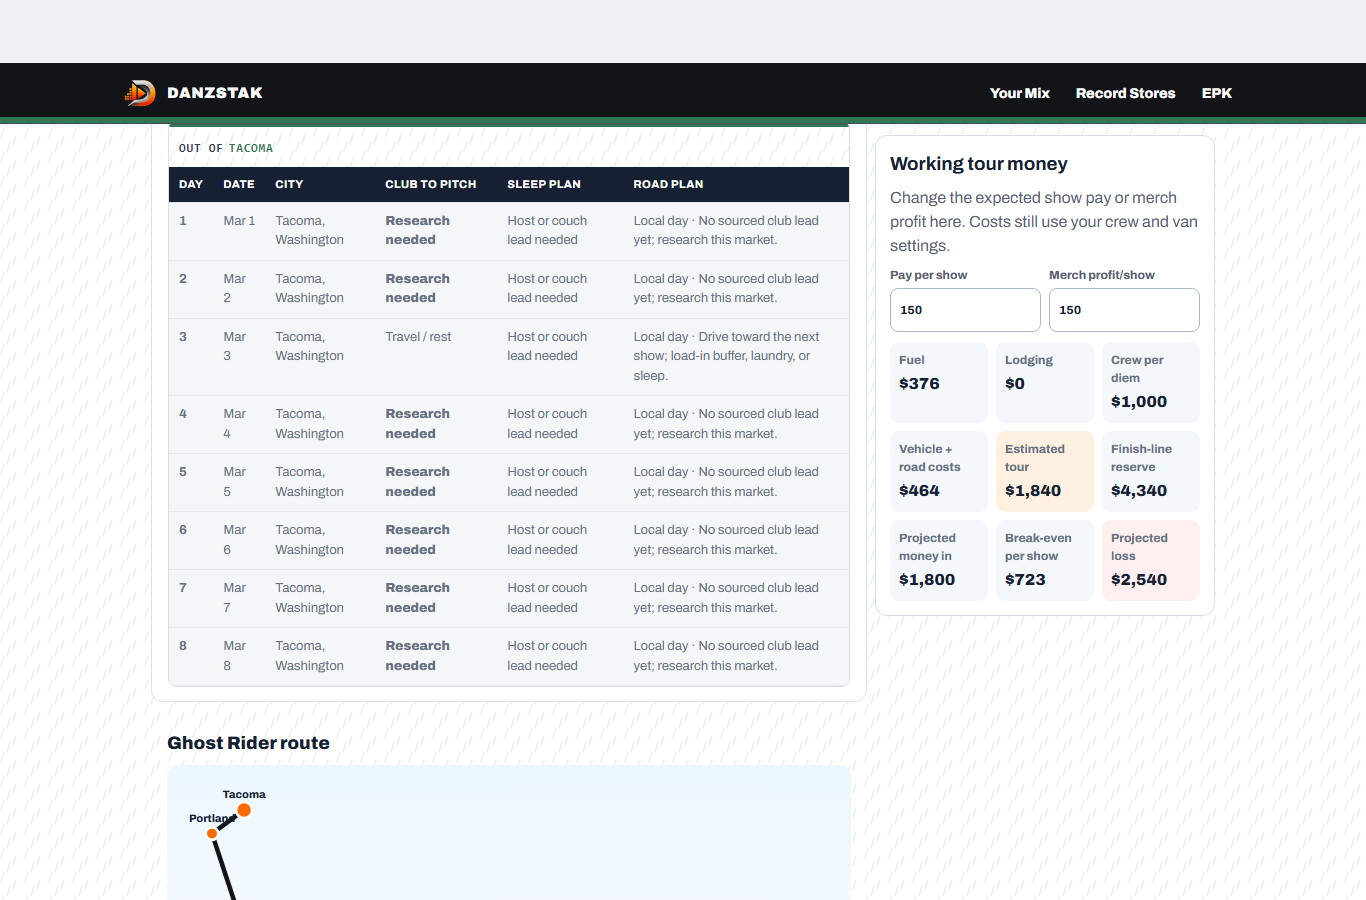 DANZSTAK
Your Mix Record Stores EPK
OUT OF TACOMA
DAY DATE CITY CLUB TO PITCH SLEEP PLAN ROAD PLAN
1 Mar 1 Tacoma, Research Host or couch Local day · No sourced club lead
Washington needed lead needed yet; research this market.
2 Mar Tacoma, Research Host or couch Local day · No sourced club lead
2 Washington needed lead needed yet; research this market.
3 Mar Tacoma, Travel / rest Host or couch Local day · Drive toward the next
3 Washington lead needed show; load-in buffer, laundry, or
sleep.
4 Mar Tacoma, Research Host or couch Local day · No sourced club lead
4 Washington needed lead needed yet; research this market.
5 Mar Tacoma, Research Host or couch Local day · No sourced club lead
5 Washington needed lead needed yet; research this market.
6 Mar Tacoma, Research Host or couch Local day · No sourced club lead
6 Washington needed lead needed yet; research this market.
7 Mar Tacoma, Research Host or couch Local day · No sourced club lead
7 Washington needed lead needed yet; research this market.
8 Mar Tacoma, Research Host or couch Local day · No sourced club lead
8 Washington needed lead needed yet; research this market.
Working tour money
Change the expected show pay or merch
profit here. Costs still use your crew and van
settings.
Pay per show Merch profit/show
150 150
Fuel Lodging Crew per
diem
$376 $0 $1,000
Vehicle + Estimated Finish-line
road costs tour reserve
$464 $1,840 $4,340
Projected Break-even Projected
money in per show loss
$1,800 $723 $2,540
Ghost Rider route
Tacoma
Portland